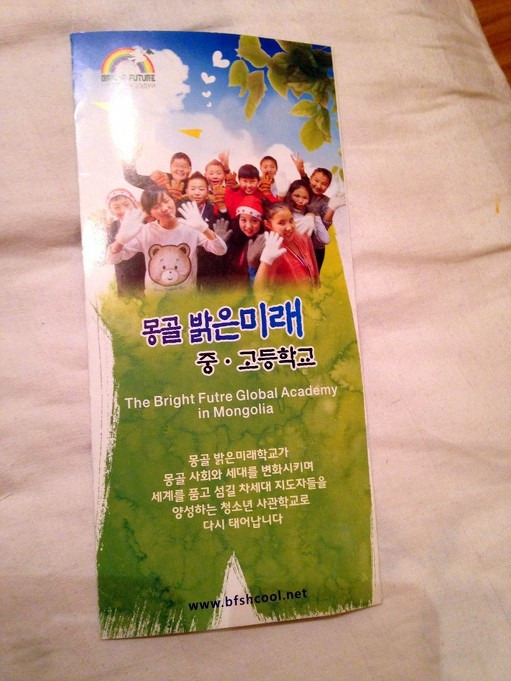 FUTURE
몽골 밝은미래
중·고등학교
The Bright Futre Global Academy
in Mongolia
몽골 밝은미래학교가
몽골 사회와 세대를 변화시키며
세계를 품고 섬길 차세대 지도자들을
양성하는 청소년 사관학교로
다시 태어납니다
www.bfshcool.net